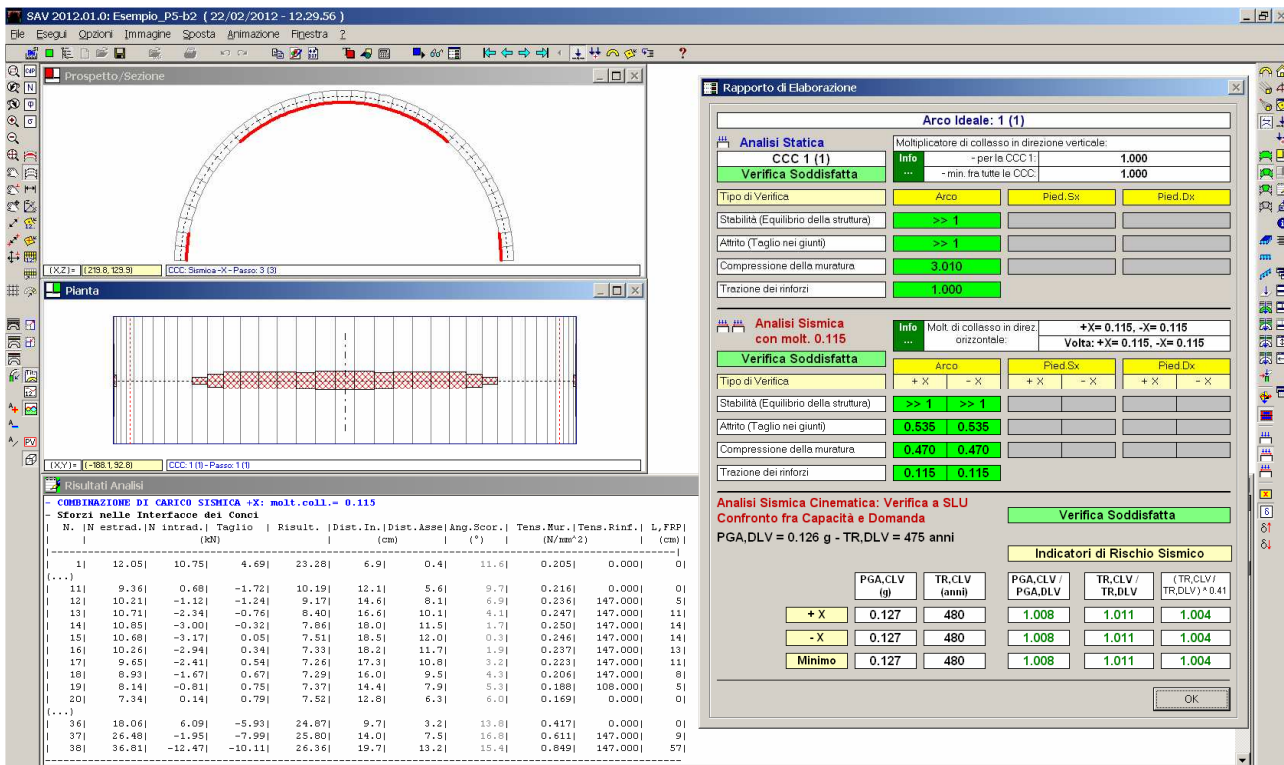 SAV 2012.01.0: Esempio_P5-b2 ( 22/02/2012 - 12.29.56 )
File Esegui Opzioni Immagine Sposta Animazione Finestra ?
Prospetto/Sezione
(X,Z)= (219.8, 129.9) CCC: Sismica -X - Passo: 3 (3)
Pianta
(X,Y)= (-188.1, 92.8) CCC: 1 (1) - Passo: 1 (1)
Risultati Analisi
- COMBINAZIONE DI CARICO SISMICA +X: molt.coll.= 0.115
- Sforzi nelle Interfacce dei Conci
| N. |N estrad.|N intrad.| Taglio | Risult. |Dist.In.|Dist.Asse|Ang.Scor.| Tens.Mur.|Tens.Rinf.| L,FRP|
| | (kN) | (cm) | (°) | (N/mm^2) | (cm)|
| 1| 12.05| 10.75| 4.69| 23.28| 6.9| 0.4| 11.6| 0.205| 0.000| 0|
(...)
| 11| 9.36| 0.68| -1.72| 10.19| 12.1| 5.6| 9.7| 0.216| 0.000| 0|
| 12| 10.21| -1.12| -1.24| 9.17| 14.6| 8.1| 6.9| 0.236| 147.000| 5|
| 13| 10.71| -2.34| -0.76| 8.40| 16.6| 10.1| 4.1| 0.247| 147.000| 11|
| 14| 10.85| -3.00| -0.32| 7.86| 18.0| 11.5| 1.7| 0.250| 147.000| 14|
| 15| 10.68| -3.17| 0.05| 7.51| 18.5| 12.0| 0.3| 0.246| 147.000| 14|
| 16| 10.26| -2.94| 0.34| 7.33| 18.2| 11.7| 1.9| 0.237| 147.000| 13|
| 17| 9.65| -2.41| 0.54| 7.26| 17.3| 10.8| 3.2| 0.223| 147.000| 11|
| 18| 8.93| -1.67| 0.67| 7.29| 16.0| 9.5| 4.3| 0.206| 147.000| 8|
| 19| 8.14| -0.81| 0.75| 7.37| 14.4| 7.9| 5.3| 0.188| 108.000| 5|
| 20| 7.34| 0.14| 0.79| 7.52| 12.8| 6.3| 6.0| 0.169| 0.000| 0|
(...)
| 36| 18.06| 6.09| -5.93| 24.87| 9.7| 3.2| 13.8| 0.417| 0.000| 0|
| 37| 26.48| -1.95| -7.99| 25.80| 14.0| 7.5| 16.8| 0.611| 147.000| 9|
| 38| 36.81| -12.47| -10.11| 26.36| 19.7| 13.2| 15.4| 0.849| 147.000| 57|
Rapporto di Elaborazione
Arco Ideale: 1 (1)
Analisi Statica
CCC 1 (1)
Verifica Soddisfatta
Moltiplicatore di collasso in direzione verticale:
Info ... - per la CCC 1: 1.000
- min. fra tutte le CCC: 1.000
Tipo di Verifica Arco Pied.Sx Pied.Dx
Stabilità (Equilibrio della struttura) >> 1
Attrito (Taglio nei giunti) >> 1
Compressione della muratura 3.010
Trazione dei rinforzi 1.000
Analisi Sismica
con molt. 0.115
Verifica Soddisfatta
Info ... Molt. di collasso in direz. orizzontale: +X= 0.115, -X= 0.115
Volta: +X= 0.115, -X= 0.115
Arco Pied.Sx Pied.Dx
Tipo di Verifica + X - X + X - X + X - X
Stabilità (Equilibrio della struttura) >> 1 >> 1
Attrito (Taglio nei giunti) 0.535 0.535
Compressione della muratura 0.470 0.470
Trazione dei rinforzi 0.115 0.115
Analisi Sismica Cinematica: Verifica a SLU
Confronto fra Capacità e Domanda
Verifica Soddisfatta
PGA,DLV = 0.126 g - TR,DLV = 475 anni
Indicatori di Rischio Sismico
PGA,CLV (g) TR,CLV (anni) PGA,CLV / PGA,DLV TR,CLV / TR,DLV (TR,CLV / TR,DLV) ^ 0.41
+ X 0.127 480 1.008 1.011 1.004
- X 0.127 480 1.008 1.011 1.004
Minimo 0.127 480 1.008 1.011 1.004
OK